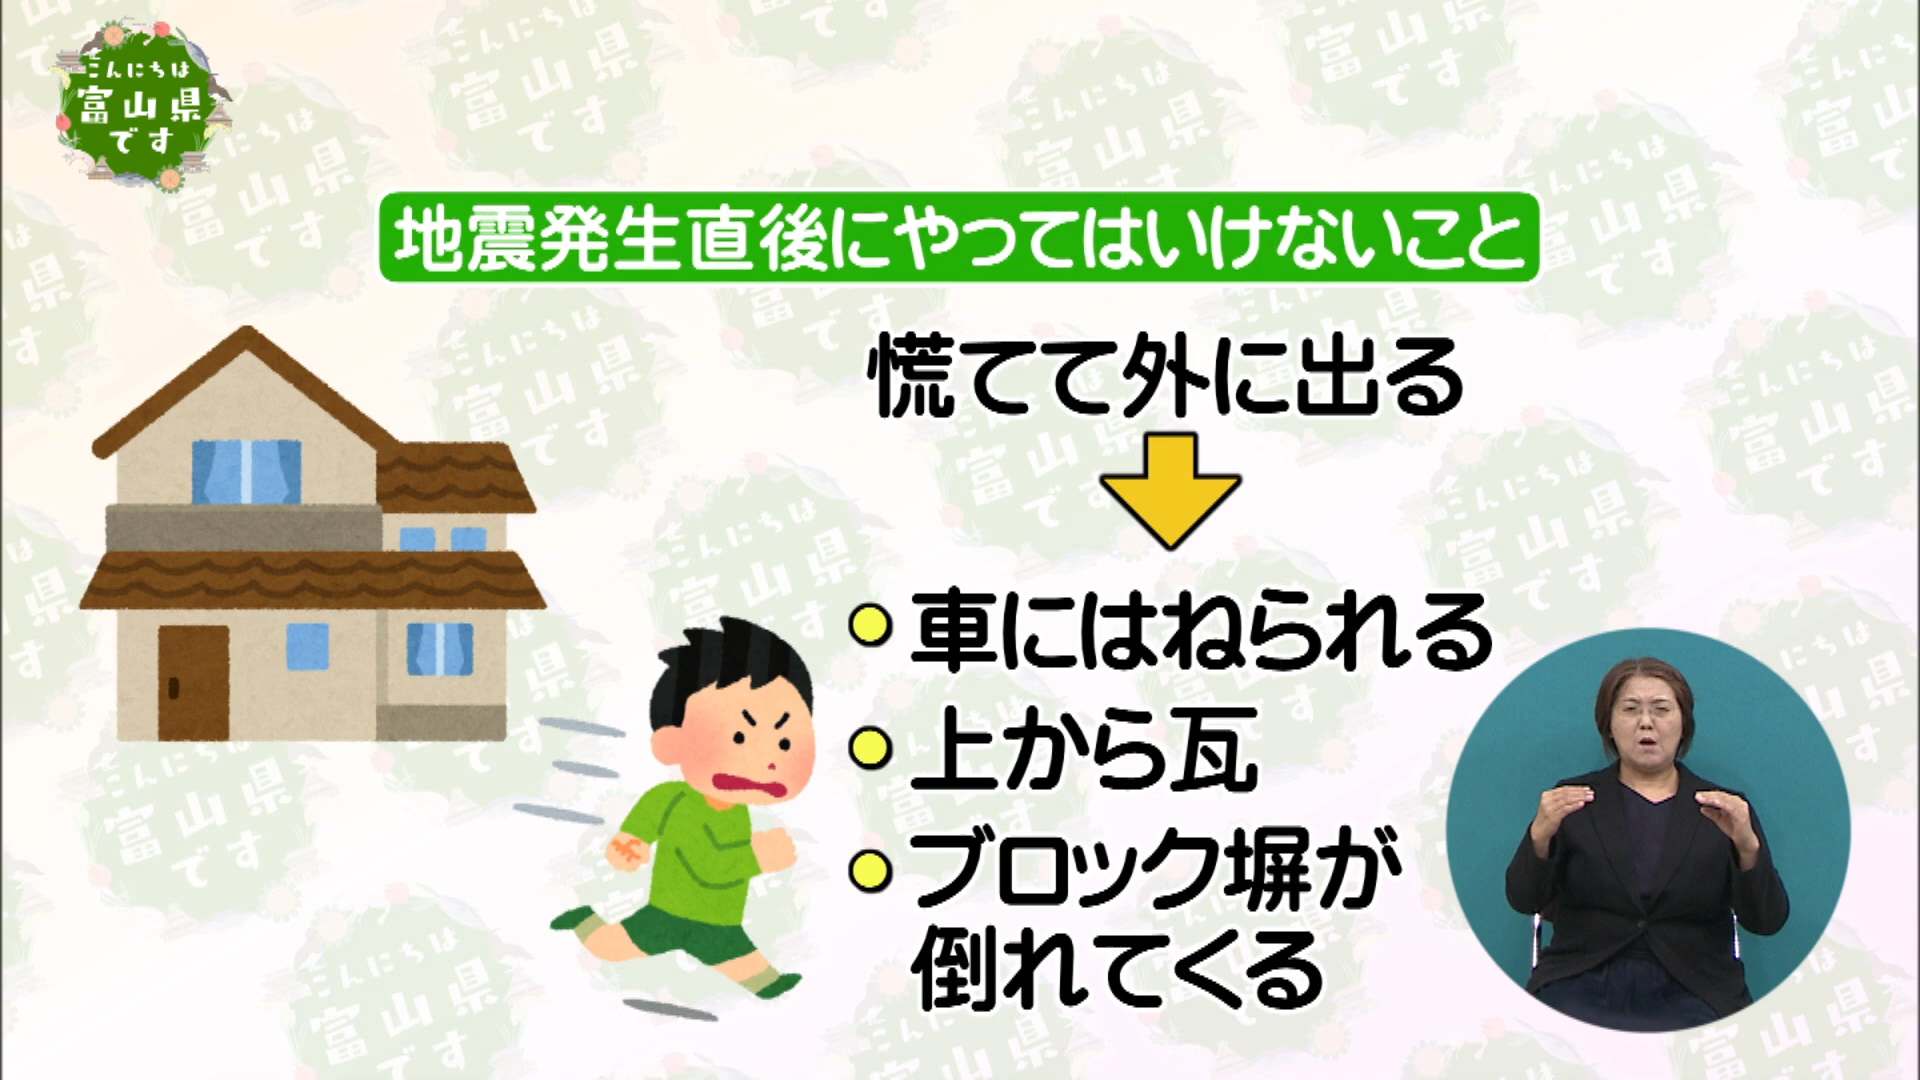 こんにちは
富山県
です
地震発生直後にやってはいけないこと
慌てて外に出る
車にはねられる
上から瓦
ブロック塀が
倒れてくる